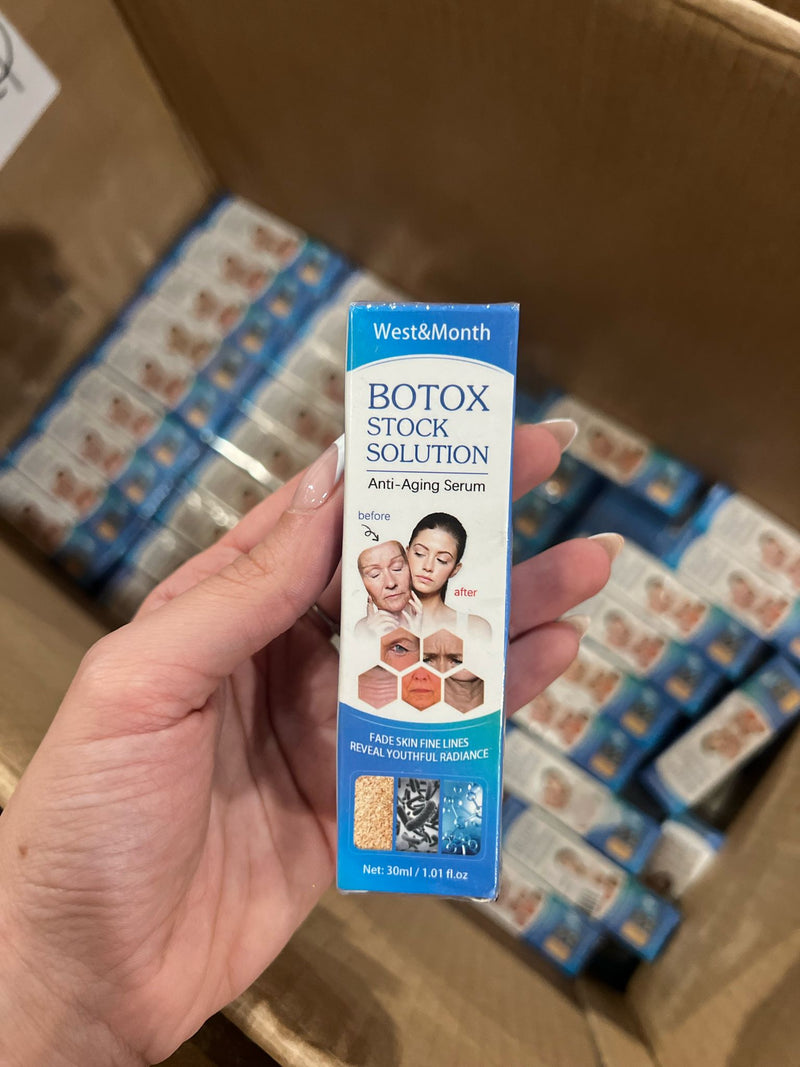 West&Month
BOTOX
STOCK
SOLUTION
Anti-Aging Serum
before
after
FADE SKIN FINE LINES
REVEAL YOUTHFUL RADIANCE
Net: 30ml / 1.01 fl.oz